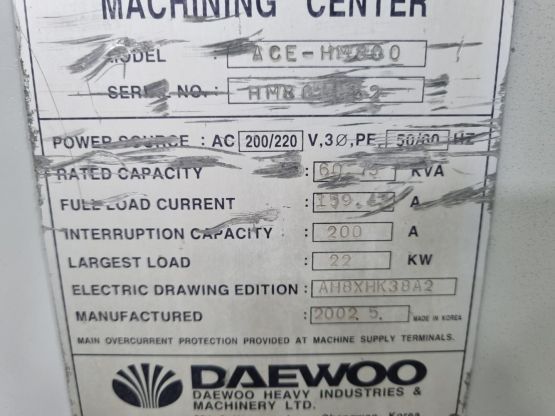 MACHINING CENTER
MODEL ACE-HM800
SERIAL NO. :
POWER SOURCE : AC 200/220 V,3Ø,PE, 50/60 HZ
RATED CAPACITY : KVA
FULL LOAD CURRENT : A
INTERRUPTION CAPACITY : 200 A
LARGEST LOAD : 22 KW
ELECTRIC DRAWING EDITION : AH8XHK38A2
MANUFACTURED : 2002. 5. MADE IN KOREA
MAIN OVERCURRENT PROTECTION PROVIDED AT MACHINE SUPPLY TERMINALS.
DAEWOO
DAEWOO HEAVY INDUSTRIES &
MACHINERY LTD.